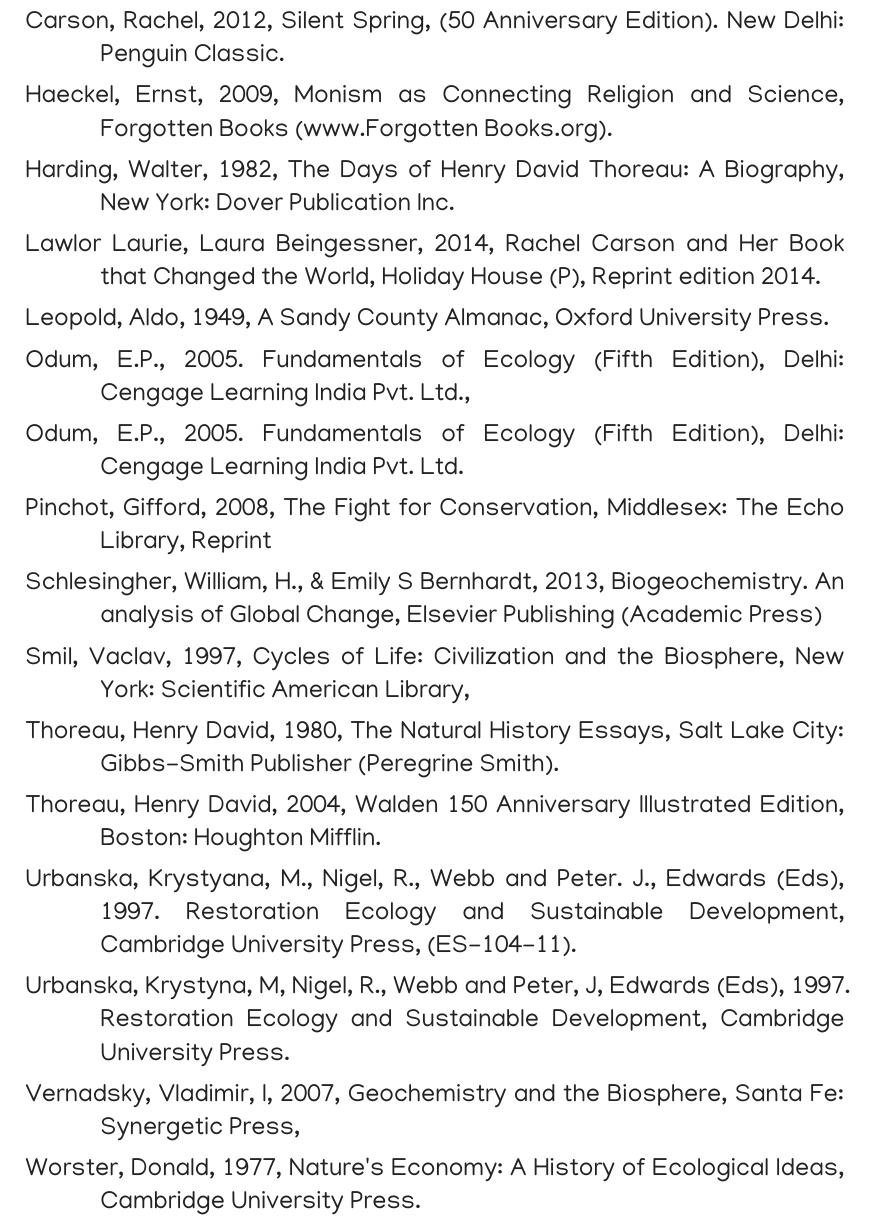 Carson, Rachel, 2012, Silent Spring, (50 Anniversary Edition). New Delhi:
Penguin Classic.
Haeckel, Ernst, 2009, Monism as Connecting Religion and Science,
Forgotten Books (www.Forgotten Books.org).
Harding, Walter, 1982, The Days of Henry David Thoreau: A Biography,
New York: Dover Publication Inc.
Lawlor Laurie, Laura Beingessner, 2014, Rachel Carson and Her Book
that Changed the World, Holiday House (P), Reprint edition 2014.
Leopold, Aldo, 1949, A Sandy County Almanac, Oxford University Press.
Odum, E.P., 2005. Fundamentals of Ecology (Fifth Edition), Delhi:
Cengage Learning India Pvt. Ltd.,
Odum, E.P., 2005. Fundamentals of Ecology (Fifth Edition), Delhi:
Cengage Learning India Pvt. Ltd.
Pinchot, Gifford, 2008, The Fight for Conservation, Middlesex: The Echo
Library, Reprint
Schlesingher, William, H., & Emily S Bernhardt, 2013, Biogeochemistry. An
analysis of Global Change, Elsevier Publishing (Academic Press)
Smil, Vaclav, 1997, Cycles of Life: Civilization and the Biosphere, New
York: Scientific American Library,
Thoreau, Henry David, 1980, The Natural History Essays, Salt Lake City:
Gibbs-Smith Publisher (Peregrine Smith).
Thoreau, Henry David, 2004, Walden 150 Anniversary Illustrated Edition,
Boston: Houghton Mifflin.
Urbanska, Krystyana, M., Nigel, R., Webb and Peter. J., Edwards (Eds),
1997. Restoration Ecology and Sustainable Development,
Cambridge University Press, (ES-104-11).
Urbanska, Krystyna, M, Nigel, R., Webb and Peter, J, Edwards (Eds), 1997.
Restoration Ecology and Sustainable Development, Cambridge
University Press.
Vernadsky, Vladimir, I, 2007, Geochemistry and the Biosphere, Santa Fe:
Synergetic Press,
Worster, Donald, 1977, Nature's Economy: A History of Ecological Ideas,
Cambridge University Press.